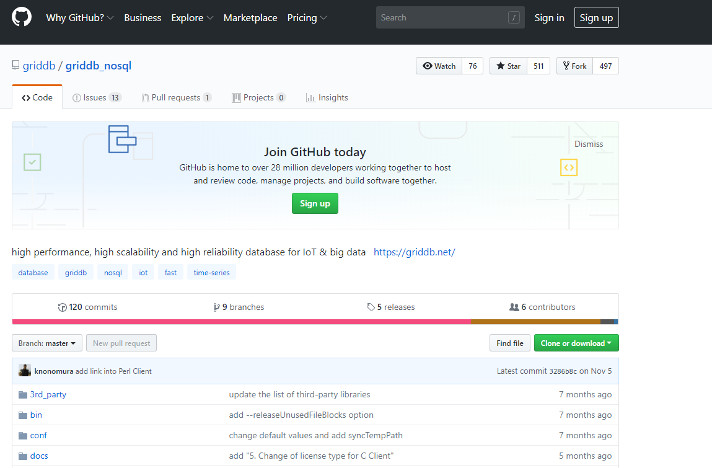 Why GitHub? Business Explore Marketplace Pricing Search / Sign in Sign up
griddb / griddb_nosql Watch 76 Star 511 Fork 497
Code Issues 13 Pull requests 1 Projects 0 Insights
Dismiss
Join GitHub today
GitHub is home to over 28 million developers working together to host
and review code, manage projects, and build software together.
Sign up
high performance, high scalability and high reliability database for IoT & big data https://griddb.net/
database griddb nosql iot fast time-series
120 commits 9 branches 5 releases 6 contributors
Branch: master New pull request Find file Clone or download
knonomura add link into Perl Client Latest commit 3286b8c on Nov 5
3rd_party update the list of third-party libraries 7 months ago
bin add --releaseUnusedFileBlocks option 7 months ago
conf change default values and add syncTempPath 7 months ago
docs add "5. Change of license type for C Client" 5 months ago